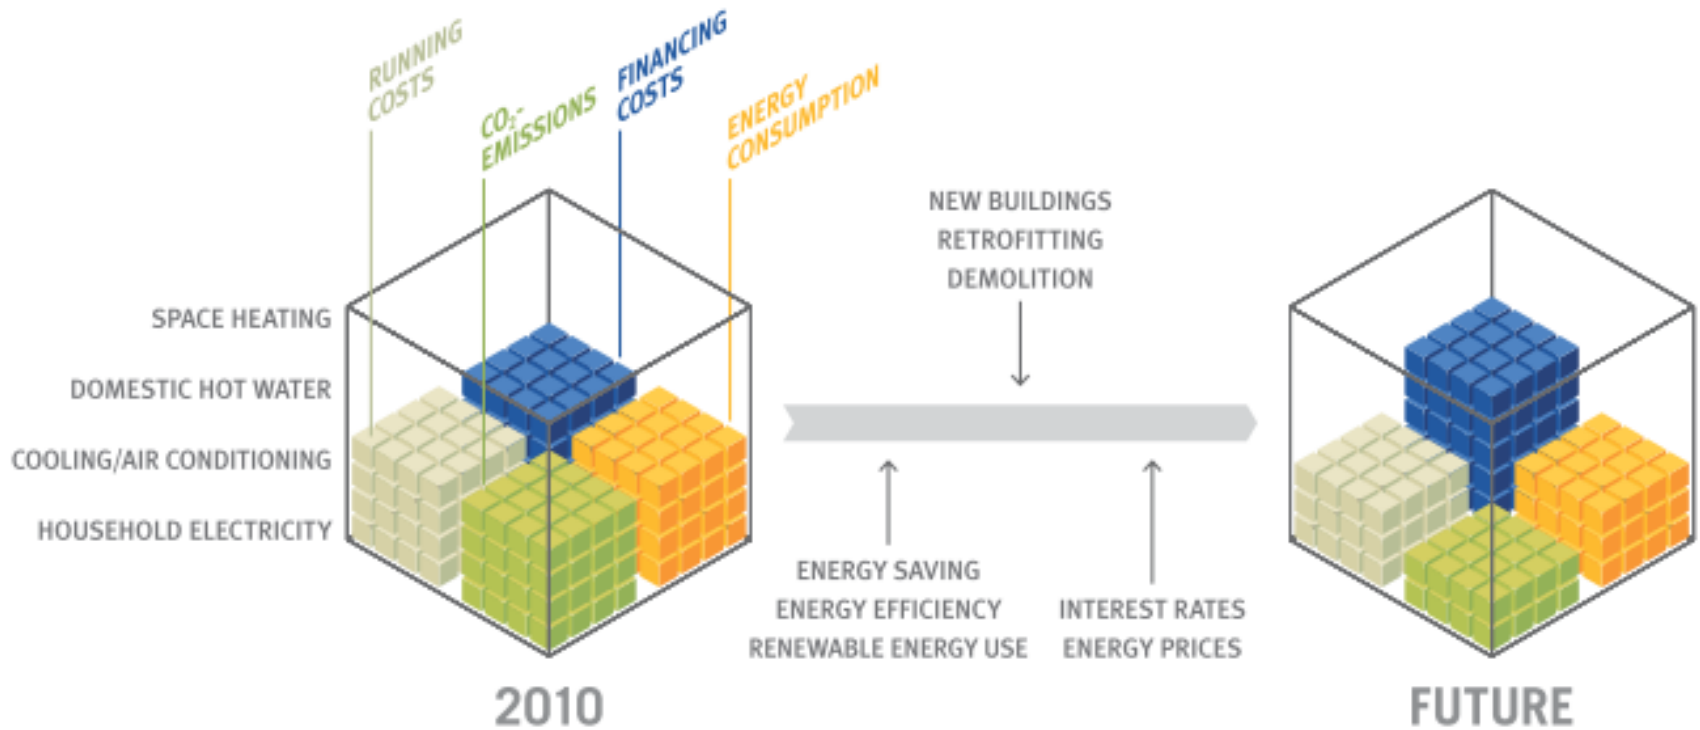 RUNNING
COSTS
CO₂-
EMISSIONS
FINANCING
COSTS
ENERGY
CONSUMPTION
SPACE HEATING
DOMESTIC HOT WATER
COOLING/AIR CONDITIONING
HOUSEHOLD ELECTRICITY
NEW BUILDINGS
RETROFITTING
DEMOLITION
ENERGY SAVING
ENERGY EFFICIENCY
RENEWABLE ENERGY USE
INTEREST RATES
ENERGY PRICES
2010
FUTURE